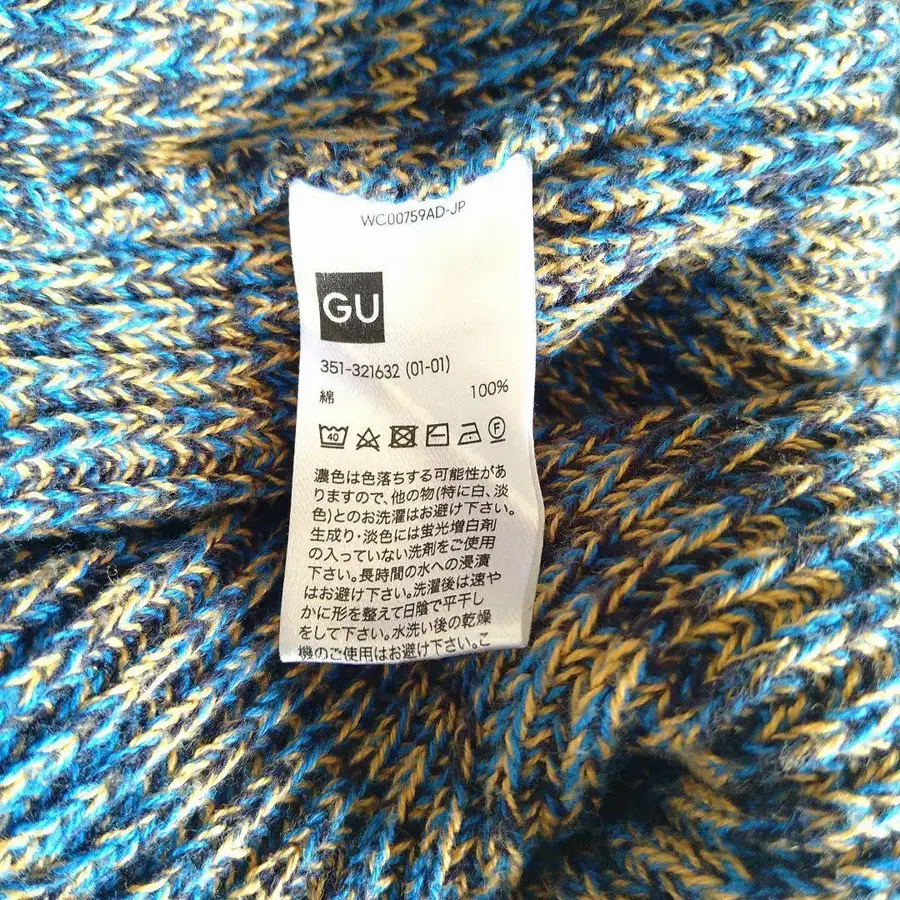 WC00759AD-JP
GU
351-321632 (01-01)
綿 100%
40 F
濃色は色落ちする可能性があ
りますので、他の物(特に白、淡
色)とのお洗濯はお避け下さい。
生成り・淡色には蛍光増白剤
の入っていない洗剤をご使用
下さい。長時間の水への浸漬
はお避け下さい。洗濯後は速や
かに形を整えて日陰で平干し
をして下さい。水洗い後の乾燥
機のご使用はお避け下さい。こ